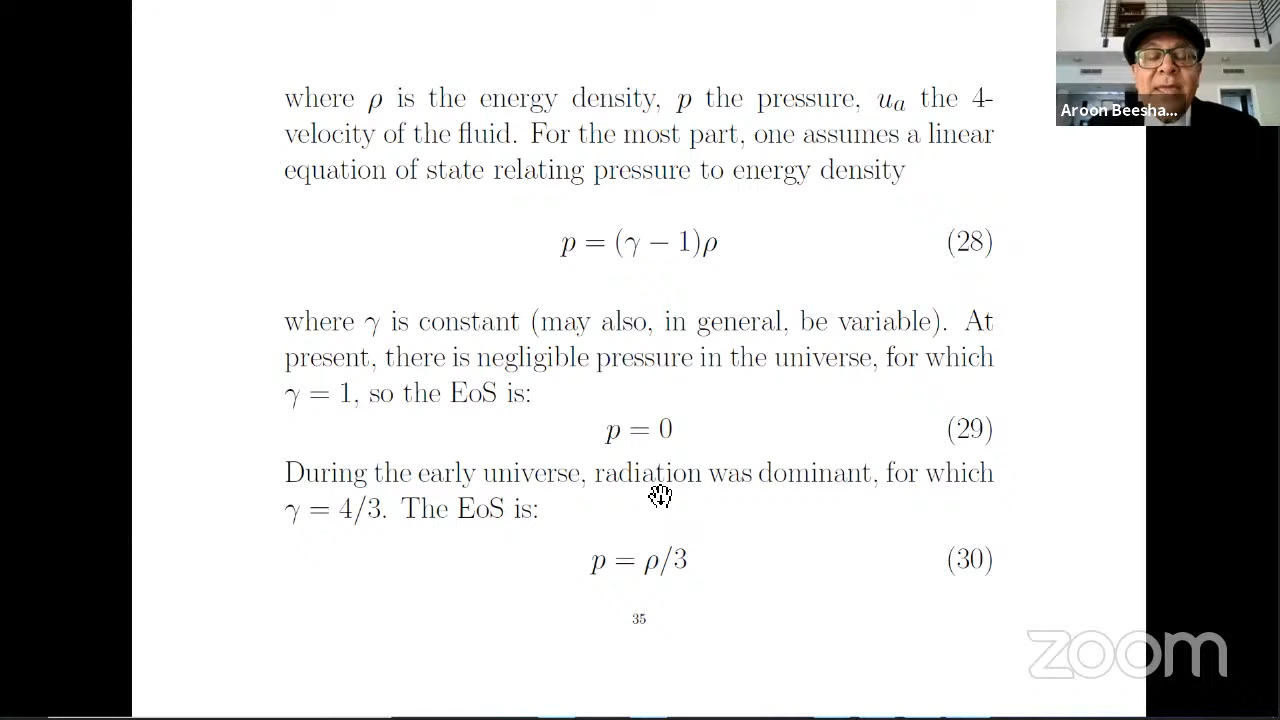 where ρ is the energy density, p the pressure, uₐ the 4-
velocity of the fluid. For the most part, one assumes a linear
equation of state relating pressure to energy density
p = (γ − 1)ρ (28)
where γ is constant (may also, in general, be variable). At
present, there is negligible pressure in the universe, for which
γ = 1, so the EoS is:
p = 0 (29)
During the early universe, radiation was dominant, for which
γ = 4/3. The EoS is:
p = ρ/3 (30)
35
Aroon Beesha...
zoom